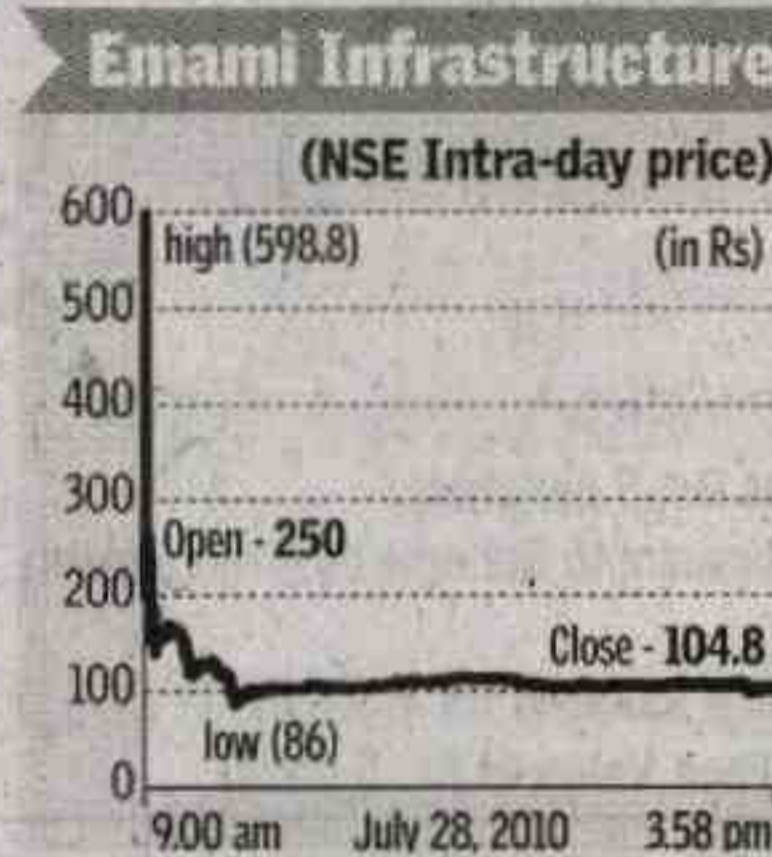 Emami Infrastructure
(NSE Intra-day price)
600
high (598.8)
(in Rs)
500
400
300
Open - 250
200
Close - 104.8
100
low (86)
0
9.00 am
July 28, 2010
3.58 pm